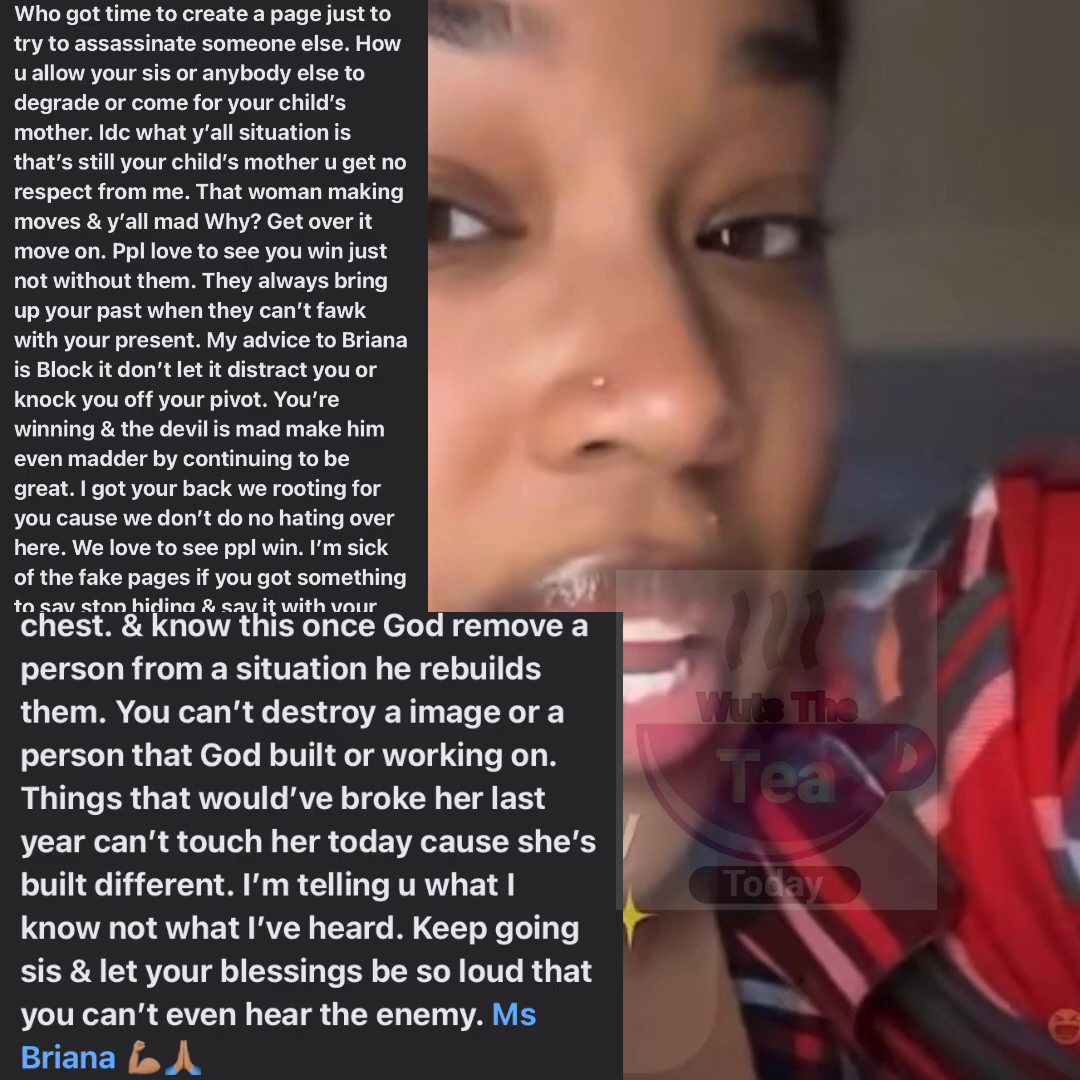 Who got time to create a page just to
try to assassinate someone else. How
u allow your sis or anybody else to
degrade or come for your child's
mother. Idc what y'all situation is
that's still your child's mother u get no
respect from me. That woman making
moves & y'all mad Why? Get over it
move on. Ppl love to see you win just
not without them. They always bring
up your past when they can't fawk
with your present. My advice to Briana
is Block it don't let it distract you or
knock you off your pivot. You're
winning & the devil is mad make him
even madder by continuing to be
great. I got your back we rooting for
you cause we don't do no hating over
here. We love to see ppl win. I'm sick
of the fake pages if you got something
to say stop hiding & say it with your
chest. & know this once God remove a
person from a situation he rebuilds
them. You can't destroy a image or a
person that God built or working on.
Things that would've broke her last
year can't touch her today cause she's
built different. I'm telling u what I
know not what I've heard. Keep going
sis & let your blessings be so loud that
you can't even hear the enemy. Ms
Briana 💪🏽🙏🏽
Wuts The
Tea
Today